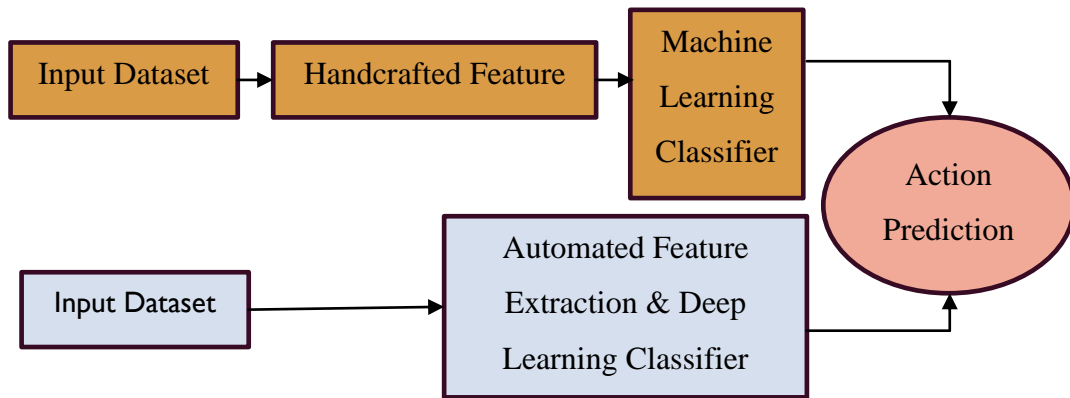 Input Dataset
Handcrafted Feature
Machine
Learning
Classifier
Action
Prediction
Input Dataset
Automated Feature
Extraction & Deep
Learning Classifier